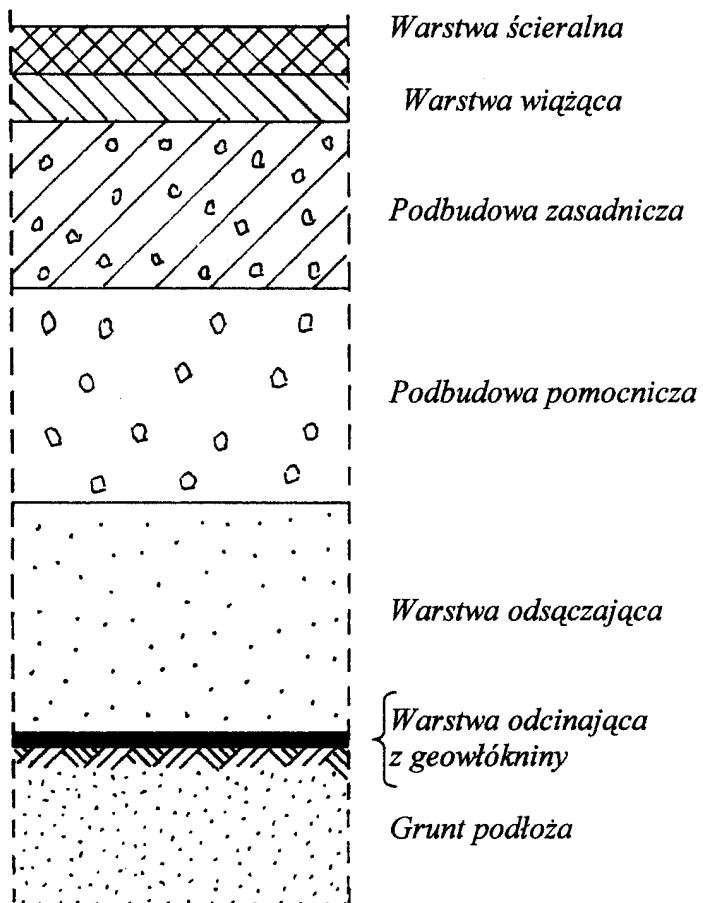 Warstwa ścieralna
Warstwa wiążąca
Podbudowa zasadnicza
Podbudowa pomocnicza
Warstwa odsączająca
Warstwa odcinająca
z geowłókniny
Grunt podłoża